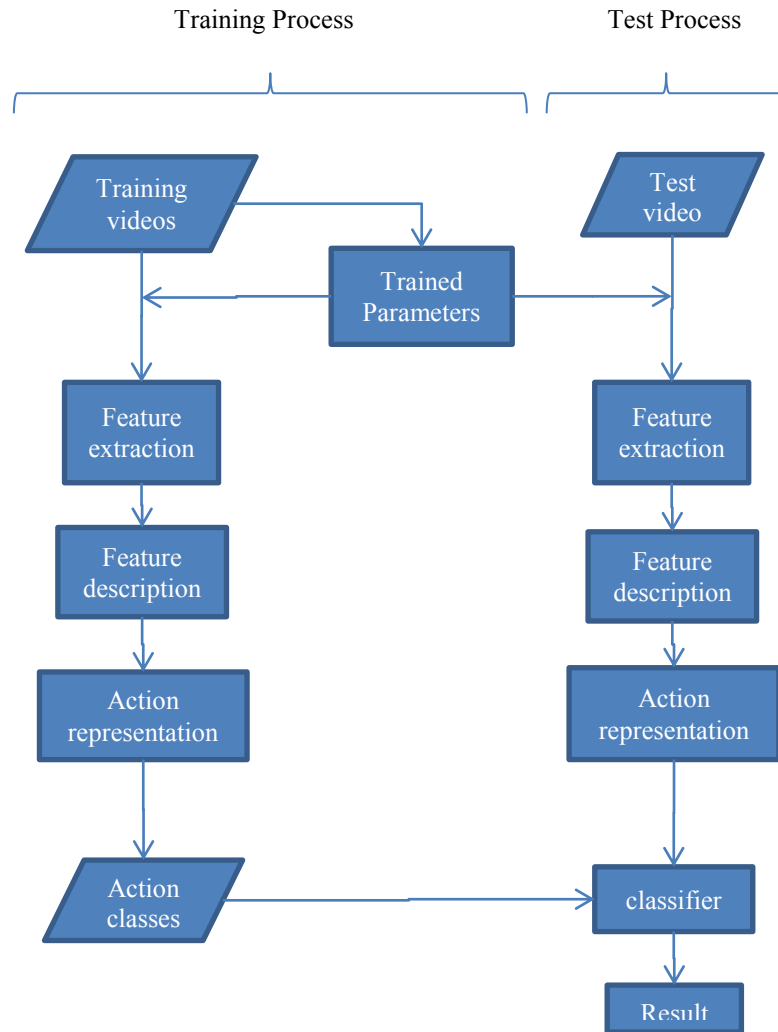 Training Process
Test Process
Training
videos
Test
video
Trained
Parameters
Feature
extraction
Feature
extraction
Feature
description
Feature
description
Action
representation
Action
representation
Action
classes
classifier
Result